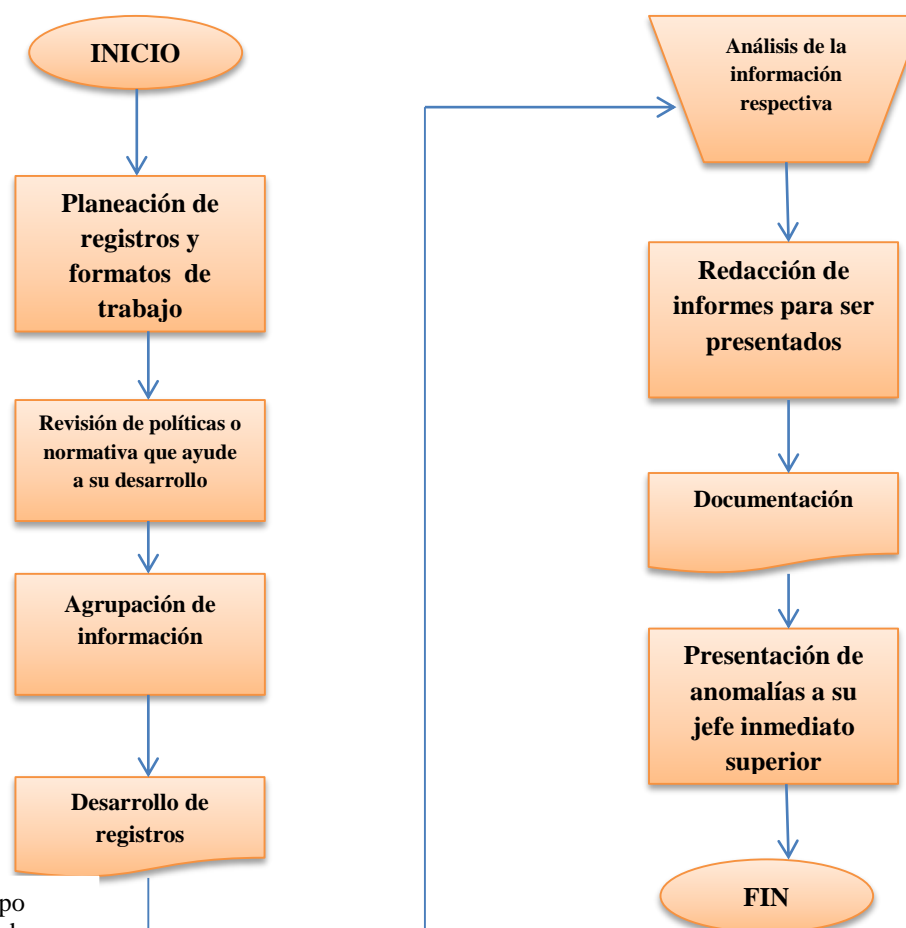 INICIO
Planeación de
registros y
formatos de
trabajo
Revisión de políticas o
normativa que ayude
a su desarrollo
Agrupación de
información
Desarrollo de
registros
po
Análisis de la
información
respectiva
Redacción de
informes para ser
presentados
Documentación
Presentación de
anomalías a su
jefe inmediato
superior
FIN